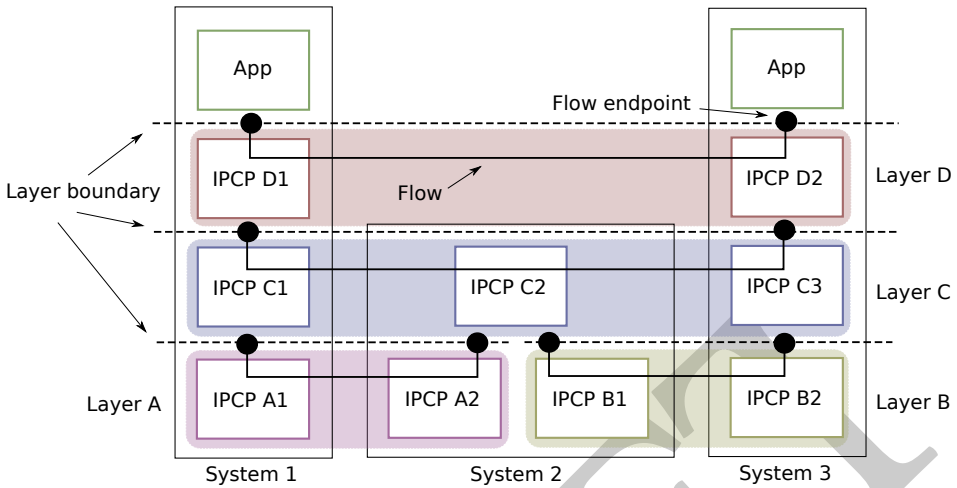 App
App
Flow endpoint
IPCP D1
IPCP D2
Layer D
Layer boundary
Flow
IPCP C1
IPCP C2
IPCP C3
Layer C
Layer A
IPCP A1
IPCP A2
IPCP B1
IPCP B2
Layer B
System 1
System 2
System 3